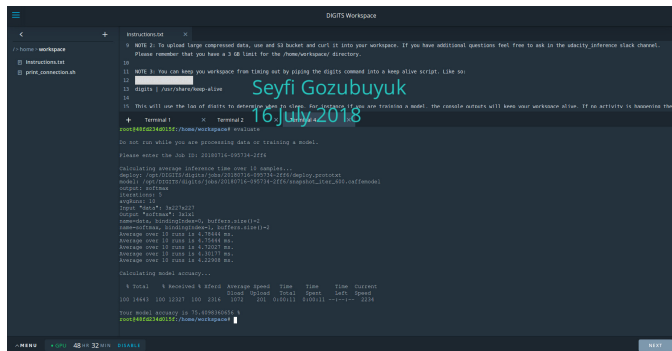 DIGITS Workspace
> home > workspace
instructions.txt
print_connection.sh
instructions.txt ×
9 NOTE 2: To upload large compressed data, use and S3 bucket and curl it into your workspace. If you have additional questions feel free to ask in the udacity_inference slack channel.
Please remember that you have a 3 GB limit for the /home/workspace/ directory.
10
11 NOTE 3: You can keep you workspace from timing out by piping the digits command into a keep alive script. Like so:
12
13 digits | /usr/share/keep-alive
14
15 This will use the log of digits to determine when to sleep. For instance if you are training a model, the console outputs will keep your workspace alive. If no activity is happening the
Seyfi Gozubuyuk
16 July 2018
+ Terminal 1 × Terminal 2 × Terminal 4 ×
root@48fd234d015f:/home/workspace# evaluate
Do not run while you are processing data or training a model.
Please enter the Job ID: 20180716-095734-2ff6
Calculating average inference time over 10 samples...
deploy: /opt/DIGITS/digits/jobs/20180716-095734-2ff6/deploy.prototxt
model: /opt/DIGITS/digits/jobs/20180716-095734-2ff6/snapshot_iter_600.caffemodel
output: softmax
iterations: 5
avgRuns: 10
Input "data": 3x227x227
Output "softmax": 3x1x1
name=data, bindingIndex=0, buffers.size()=2
name=softmax, bindingIndex=1, buffers.size()=2
Average over 10 runs is 4.78644 ms.
Average over 10 runs is 4.75444 ms.
Average over 10 runs is 4.72027 ms.
Average over 10 runs is 4.30177 ms.
Average over 10 runs is 4.22908 ms.
Calculating model accuacy...
% Total % Received % Xferd Average Speed Time Time Time Current
Dload Upload Total Spent Left Speed
100 14643 100 12327 100 2316 1072 201 0:00:11 0:00:11 --:--:-- 2234
Your model accuacy is 75.4098360656 %
root@48fd234d015f:/home/workspace#
MENU GPU 48 HR 32 MIN DISABLE
NEXT